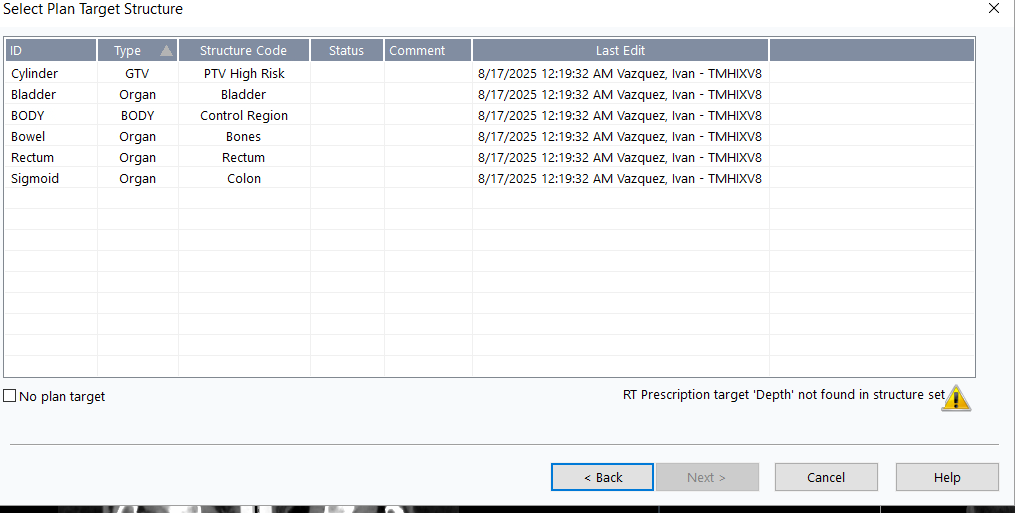 Select Plan Target Structure
ID Type Structure Code Status Comment Last Edit
Cylinder GTV PTV High Risk 8/17/2025 12:19:32 AM Vazquez, Ivan - TMHIXV8
Bladder Organ Bladder 8/17/2025 12:19:32 AM Vazquez, Ivan - TMHIXV8
BODY BODY Control Region 8/17/2025 12:19:32 AM Vazquez, Ivan - TMHIXV8
Bowel Organ Bones 8/17/2025 12:19:32 AM Vazquez, Ivan - TMHIXV8
Rectum Organ Rectum 8/17/2025 12:19:32 AM Vazquez, Ivan - TMHIXV8
Sigmoid Organ Colon 8/17/2025 12:19:32 AM Vazquez, Ivan - TMHIXV8
No plan target RT Prescription target 'Depth' not found in structure set
< Back Next > Cancel Help